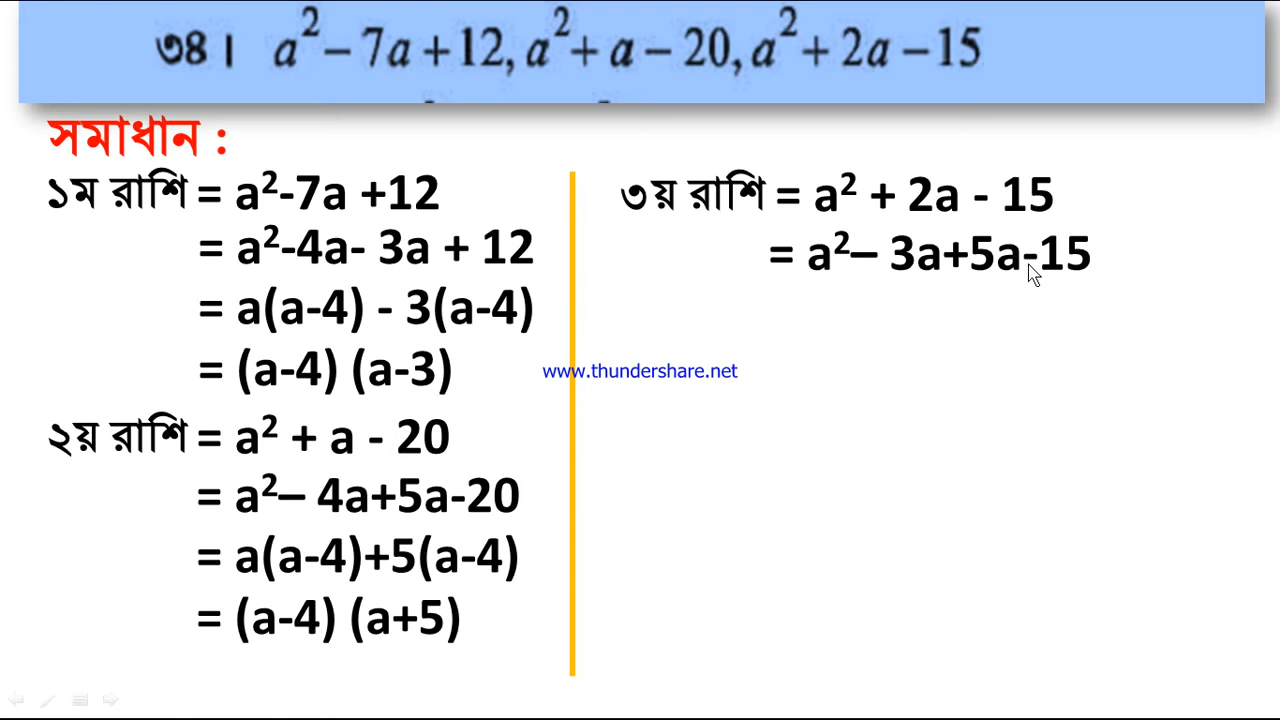 ৩৪। a² – 7a + 12, a² + a – 20, a² + 2a – 15
সমাধান :
১ম রাশি = a²-7a +12
= a²-4a- 3a + 12
= a(a-4) - 3(a-4)
= (a-4) (a-3)
২য় রাশি = a² + a - 20
= a²– 4a+5a-20
= a(a-4)+5(a-4)
= (a-4) (a+5)
৩য় রাশি = a² + 2a - 15
= a²– 3a+5a-15
www.thundershare.net